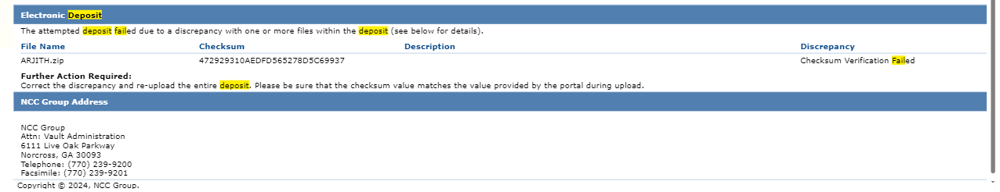 Electronic Deposit
The attempted deposit failed due to a discrepancy with one or more files within the deposit (see below for details).
File Name Checksum Description Discrepancy
ARJITH.zip 472929310AEDFD565278D5C69937 Checksum Verification Failed
Further Action Required:
Correct the discrepancy and re-upload the entire deposit. Please be sure that the checksum value matches the value provided by the portal during upload.
NCC Group Address
NCC Group
Attn: Vault Administration
6111 Live Oak Parkway
Norcross, GA 30093
Telephone: (770) 239-9200
Facsimile: (770) 239-9201
Copyright © 2024, NCC Group.